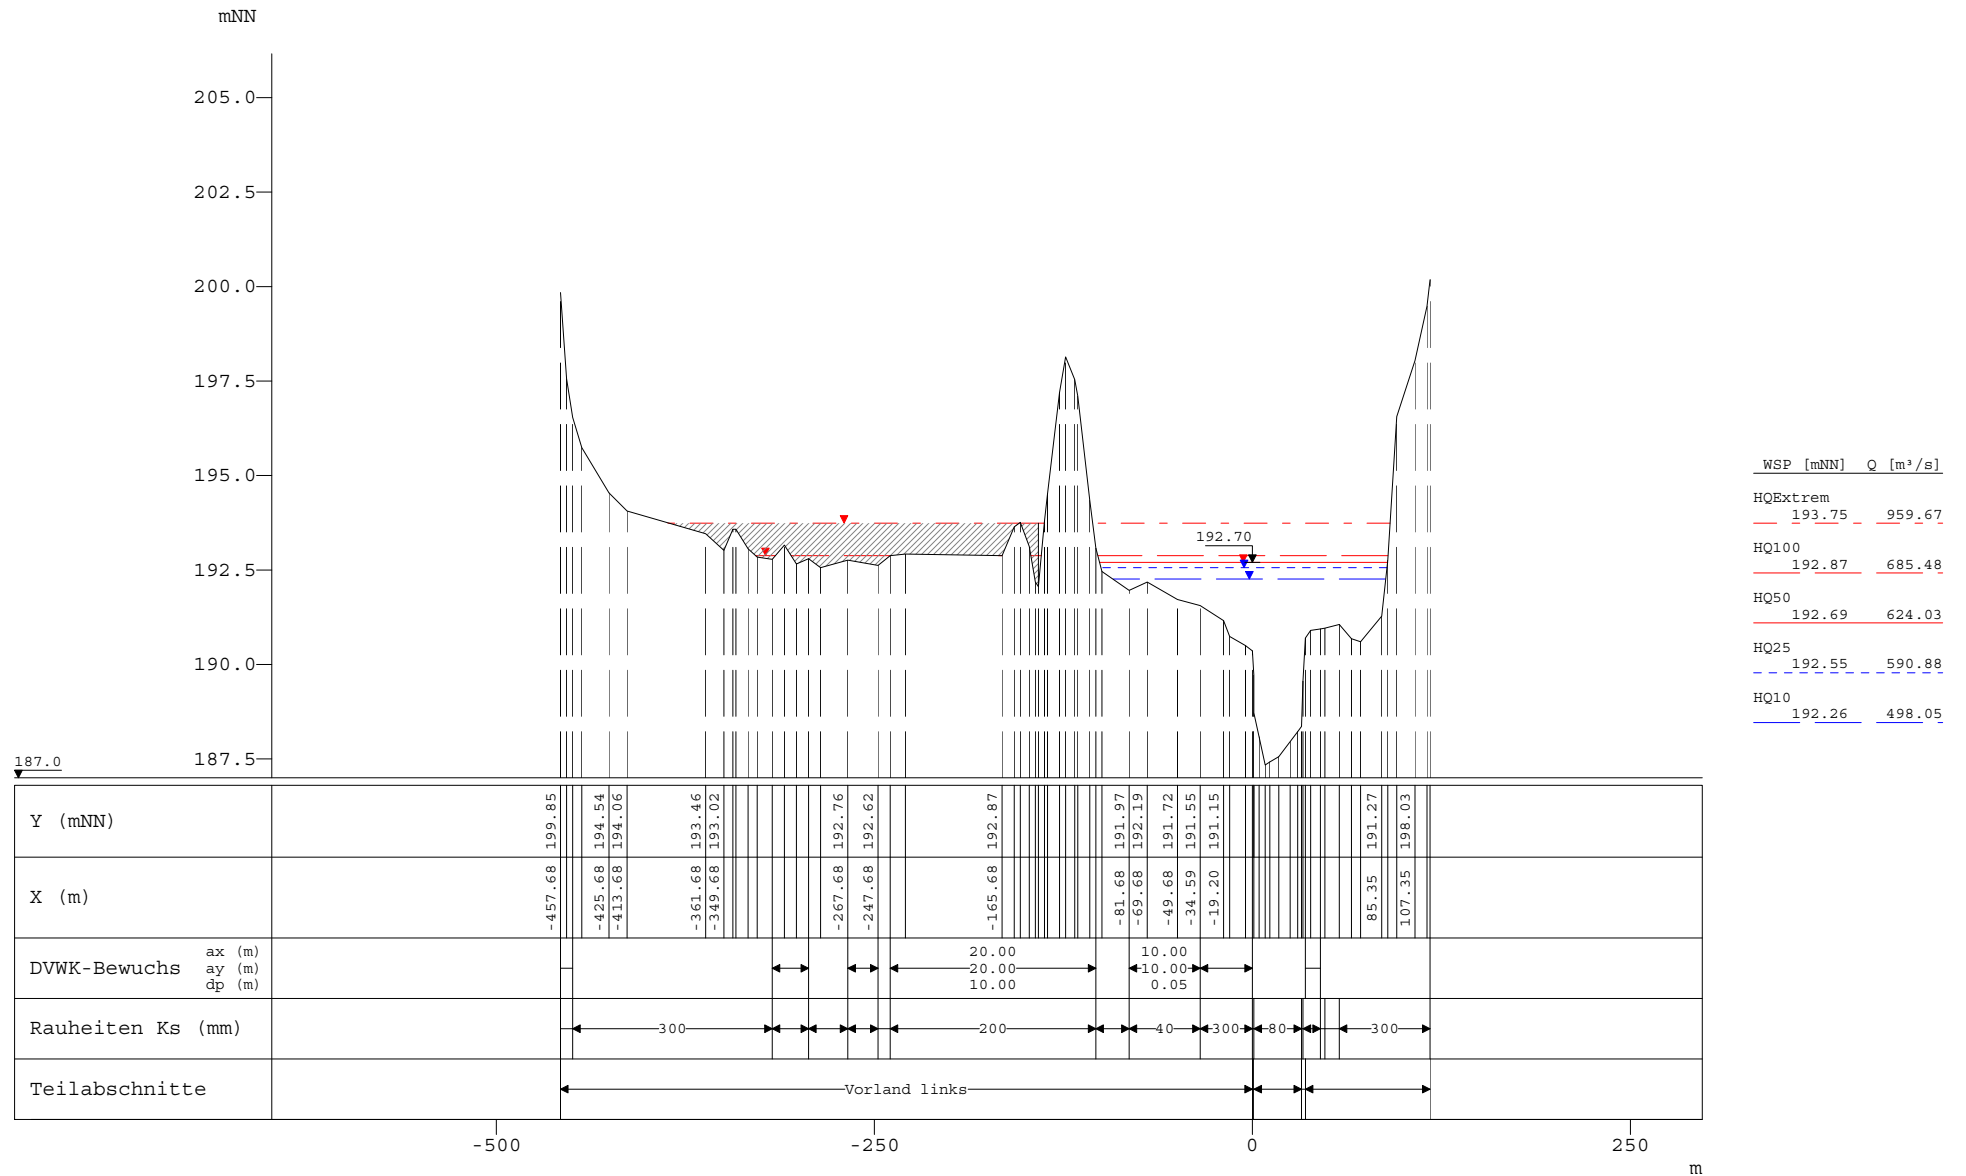 mNN
205.0
202.5
200.0
197.5
195.0
192.5
190.0
187.5
187.0
192.70
WSP [mNN] Q [m³/s]
HQExtrem
193.75 959.67
HQ100
192.87 685.48
HQ50
192.69 624.03
HQ25
192.55 590.88
HQ10
192.26 498.05
Y (mNN)
199.85 194.54 194.06 193.46 193.02 192.76 192.62 192.87 191.97 192.19 191.72 191.55 191.15 191.27 198.03
X (m)
-457.68 -425.68 -413.68 -361.68 -349.68 -267.68 -247.68 -165.68 -81.68 -69.68 -49.68 -34.59 -19.20 85.35 107.35
DVWK-Bewuchs
ax (m) 20.00 10.00
ay (m) 20.00 10.00
dp (m) 10.00 0.05
Rauheiten Ks (mm) 300 200 40 300 80 300
Teilabschnitte Vorland links
-500 -250 0 250
m